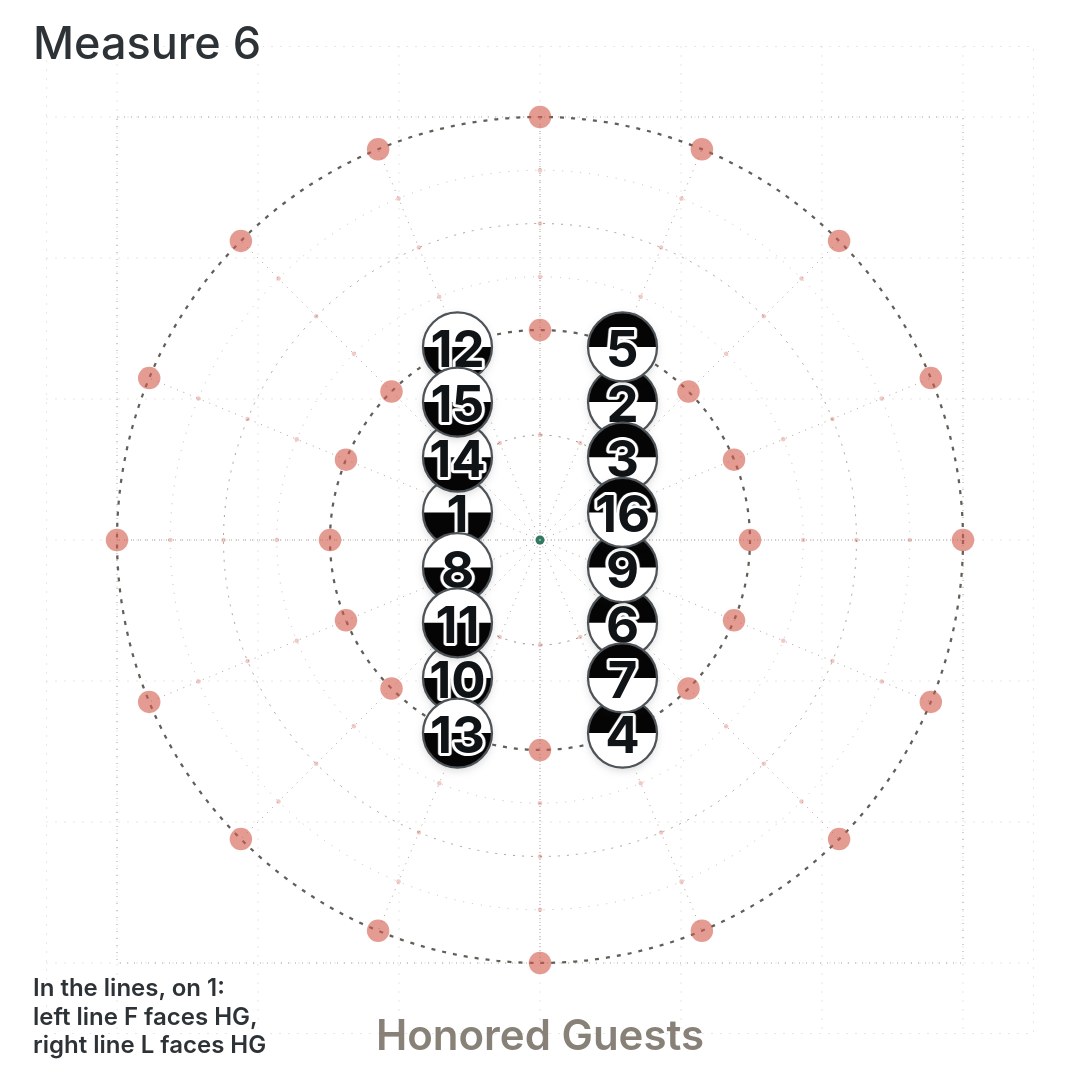 Measure 6
12 5
15 2
14 3
1 16
8 9
11 6
10 7
13 4
In the lines, on 1:
left line F faces HG,
right line L faces HG
Honored Guests